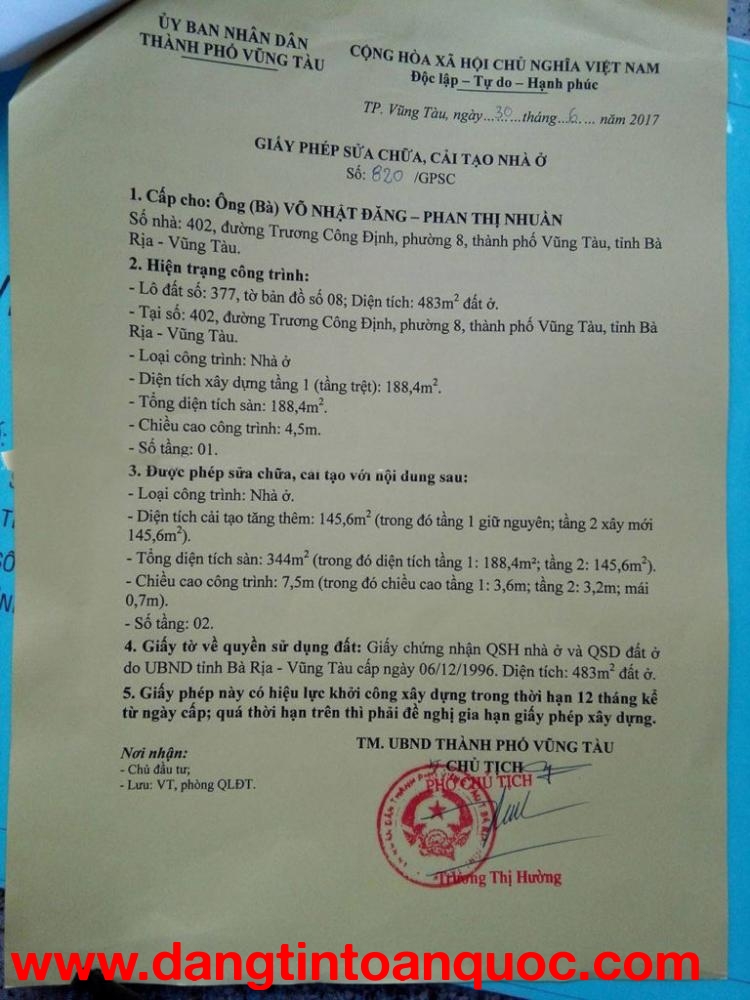 ỦY BAN NHÂN DÂN
THÀNH PHỐ VŨNG TÀU
CỘNG HÒA XÃ HỘI CHỦ NGHĨA VIỆT NAM
Độc lập – Tự do – Hạnh phúc
TP. Vũng Tàu, ngày...30...tháng...6... năm 2017
GIẤY PHÉP SỬA CHỮA, CẢI TẠO NHÀ Ở
Số: 820 /GPSC
1. Cấp cho: Ông (Bà) VÕ NHẬT ĐĂNG – PHAN THỊ NHUẦN
Số nhà: 402, đường Trương Công Định, phường 8, thành phố Vũng Tàu, tỉnh Bà
Rịa - Vũng Tàu.
2. Hiện trạng công trình:
- Lô đất số: 377, tờ bản đồ số 08; Diện tích: 483m² đất ở.
- Tại số: 402, đường Trương Công Định, phường 8, thành phố Vũng Tàu, tỉnh Bà
Rịa - Vũng Tàu.
- Loại công trình: Nhà ở
- Diện tích xây dựng tầng 1 (tầng trệt): 188,4m².
- Tổng diện tích sàn: 188,4m².
- Chiều cao công trình: 4,5m.
- Số tầng: 01.
3. Được phép sửa chữa, cải tạo với nội dung sau:
- Loại công trình: Nhà ở.
- Diện tích cải tạo tăng thêm: 145,6m² (trong đó tầng 1 giữ nguyên; tầng 2 xây mới
145,6m²).
- Tổng diện tích sàn: 344m² (trong đó diện tích tầng 1: 188,4m²; tầng 2: 145,6m²).
- Chiều cao công trình: 7,5m (trong đó chiều cao tầng 1: 3,6m; tầng 2: 3,2m; mái
0,7m).
- Số tầng: 02.
4. Giấy tờ về quyền sử dụng đất: Giấy chứng nhận QSH nhà ở và QSD đất ở
do UBND tỉnh Bà Rịa - Vũng Tàu cấp ngày 06/12/1996. Diện tích: 483m² đất ở.
5. Giấy phép này có hiệu lực khởi công xây dựng trong thời hạn 12 tháng kể
từ ngày cấp; quá thời hạn trên thì phải đề nghị gia hạn giấy phép xây dựng.
Nơi nhận:
- Chủ đầu tư;
- Lưu: VT, phòng QLĐT.
TM. UBND THÀNH PHỐ VŨNG TÀU
CHỦ TỊCH
PHÓ CHỦ TỊCH
Trương Thị Hường
www.dangtintoanquoc.com